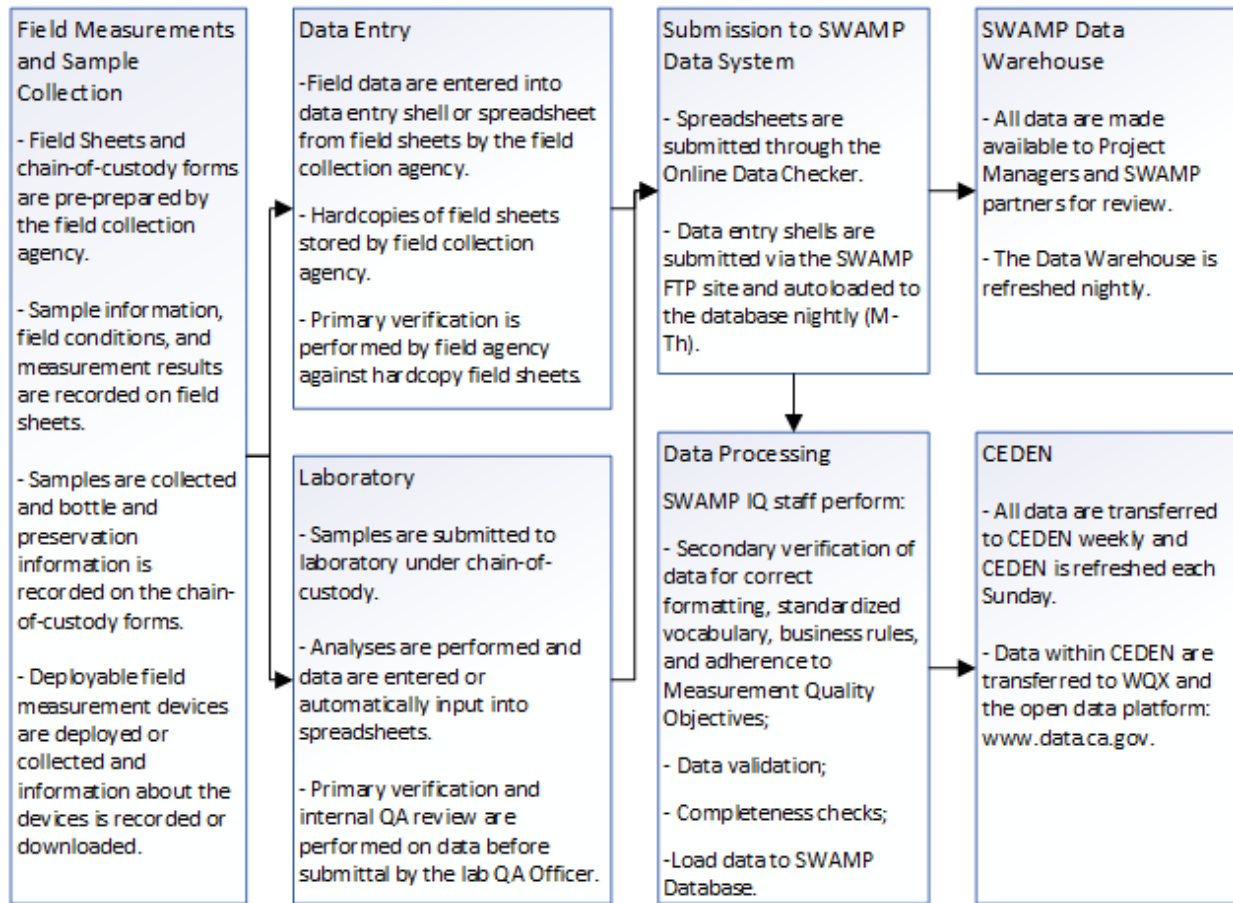 Field Measurements
and Sample
Collection
- Field Sheets and
chain-of-custody forms
are pre-prepared by
the field collection
agency.
- Sample information,
field conditions, and
measurement results
are recorded on field
sheets.
- Samples are collected
and bottle and
preservation
information is
recorded on the chain-
of-custody forms.
- Deployable field
measurement devices
are deployed or
collected and
information about the
devices is recorded or
downloaded.
Data Entry
-Field data are entered into
data entry shell or spreadsheet
from field sheets by the field
collection agency.
- Hardcopies of field sheets
stored by field collection
agency.
- Primary verification is
performed by field agency
against hardcopy field sheets.
Laboratory
- Samples are submitted to
laboratory under chain-of-
custody.
- Analyses are performed and
data are entered or
automatically input into
spreadsheets.
- Primary verification and
internal QA review are
performed on data before
submittal by the lab QA Officer.
Submission to SWAMP
Data System
- Spreadsheets are
submitted through the
Online Data Checker.
- Data entry shells are
submitted via the SWAMP
FTP site and autoloaded to
the database nightly (M-
Th).
Data Processing
SWAMP IQ staff perform:
- Secondary verification of
data for correct
formatting, standardized
vocabulary, business rules,
and adherence to
Measurement Quality
Objectives;
- Data validation;
- Completeness checks;
-Load data to SWAMP
Database.
SWAMP Data
Warehouse
- All data are made
available to Project
Managers and SWAMP
partners for review.
- The Data Warehouse is
refreshed nightly.
CEDEN
- All data are transferred
to CEDEN weekly and
CEDEN is refreshed each
Sunday.
- Data within CEDEN are
transferred to WQX and
the open data platform:
www.data.ca.gov.